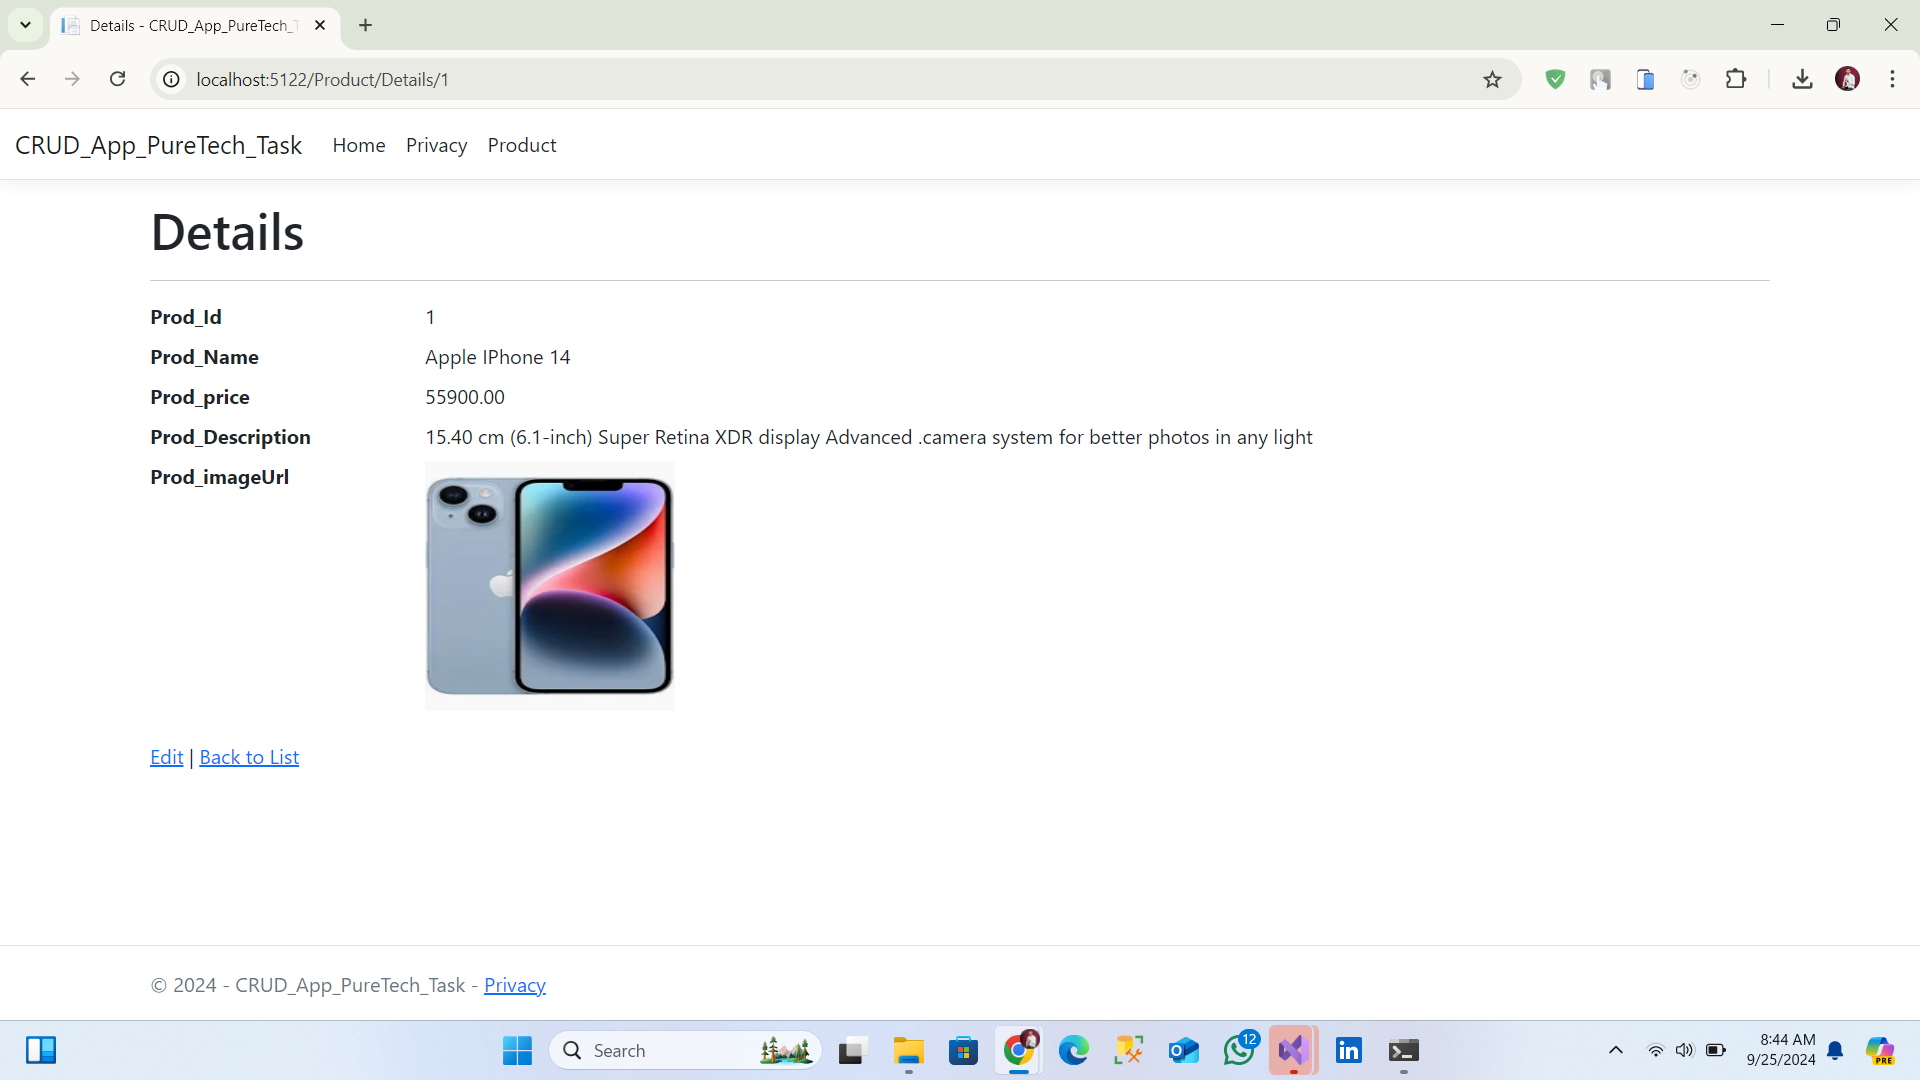 Details - CRUD_App_PureTech_
localhost:5122/Product/Details/1
CRUD_App_PureTech_Task Home Privacy Product
Details
Prod_Id 1
Prod_Name Apple IPhone 14
Prod_price 55900.00
Prod_Description 15.40 cm (6.1-inch) Super Retina XDR display Advanced .camera system for better photos in any light
Prod_imageUrl
Edit | Back to List
© 2024 - CRUD_App_PureTech_Task - Privacy
Search
12
8:44 AM
9/25/2024
PRE